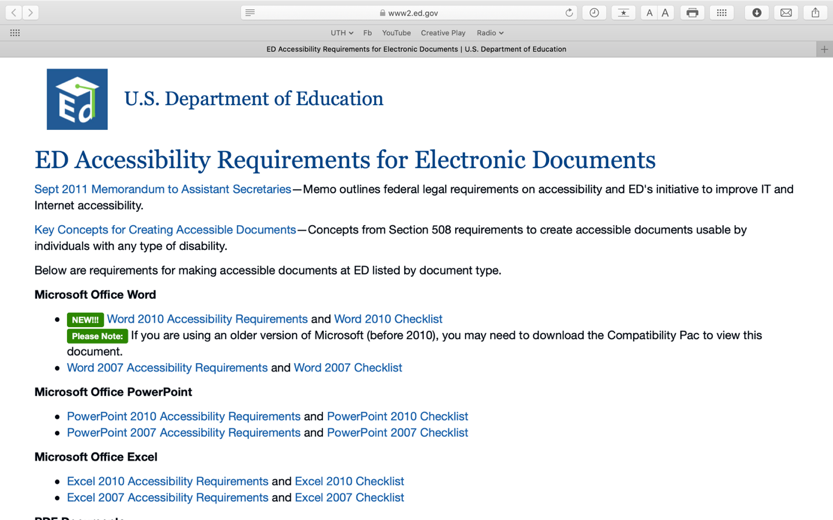 www2.ed.gov
A A
UTH Fb YouTube Creative Play Radio
ED Accessibility Requirements for Electronic Documents | U.S. Department of Education
Ed U.S. Department of Education
ED Accessibility Requirements for Electronic Documents
Sept 2011 Memorandum to Assistant Secretaries—Memo outlines federal legal requirements on accessibility and ED's initiative to improve IT and
Internet accessibility.
Key Concepts for Creating Accessible Documents—Concepts from Section 508 requirements to create accessible documents usable by
individuals with any type of disability.
Below are requirements for making accessible documents at ED listed by document type.
Microsoft Office Word
• NEW!!! Word 2010 Accessibility Requirements and Word 2010 Checklist
Please Note: If you are using an older version of Microsoft (before 2010), you may need to download the Compatibility Pac to view this
document.
• Word 2007 Accessibility Requirements and Word 2007 Checklist
Microsoft Office PowerPoint
• PowerPoint 2010 Accessibility Requirements and PowerPoint 2010 Checklist
• PowerPoint 2007 Accessibility Requirements and PowerPoint 2007 Checklist
Microsoft Office Excel
• Excel 2010 Accessibility Requirements and Excel 2010 Checklist
• Excel 2007 Accessibility Requirements and Excel 2007 Checklist